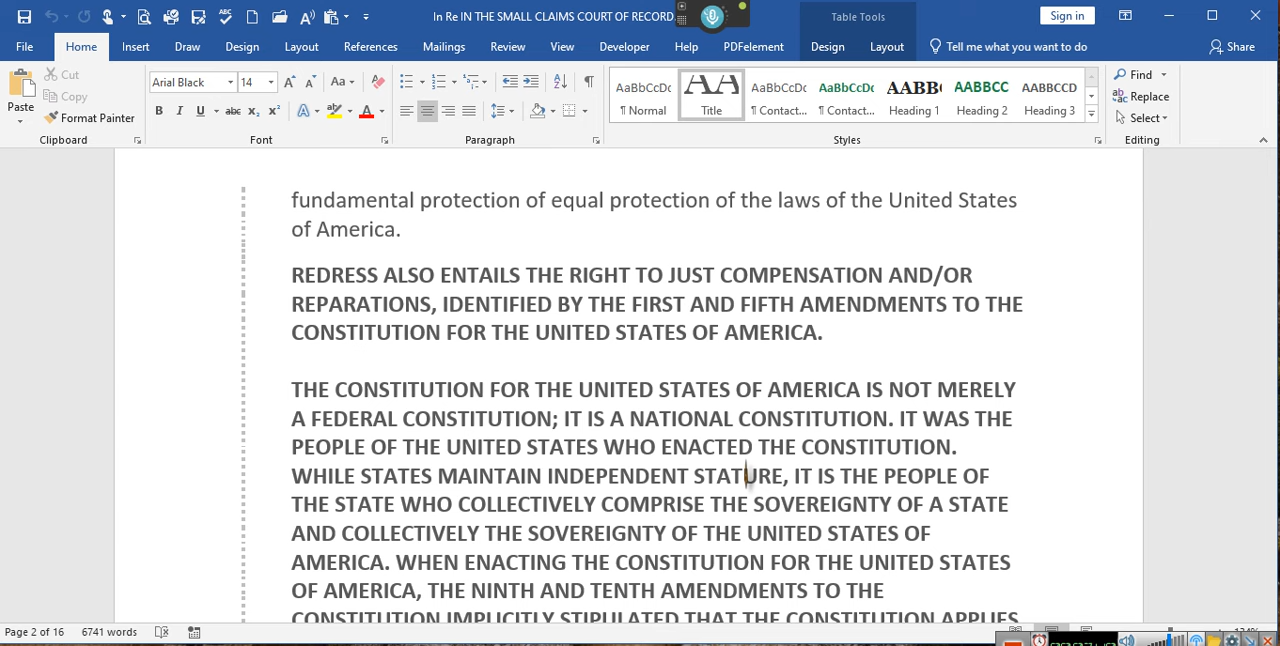 In Re IN THE SMALL CLAIMS COURT OF RECORD
Table Tools
Sign in
File Home Insert Draw Design Layout References Mailings Review View Developer Help PDFelement Design Layout Tell me what you want to do Share
Paste
Cut
Copy
Format Painter
Clipboard
Arial Black 14
Font
Paragraph
AaBbCcDc AA AaBbCcDc AaBbCcDc AABB( AABBCC AABBCCD
¶ Normal Title ¶ Contact... ¶ Contact... Heading 1 Heading 2 Heading 3
Styles
Find
Replace
Select
Editing
fundamental protection of equal protection of the laws of the United States
of America.
REDRESS ALSO ENTAILS THE RIGHT TO JUST COMPENSATION AND/OR
REPARATIONS, IDENTIFIED BY THE FIRST AND FIFTH AMENDMENTS TO THE
CONSTITUTION FOR THE UNITED STATES OF AMERICA.
THE CONSTITUTION FOR THE UNITED STATES OF AMERICA IS NOT MERELY
A FEDERAL CONSTITUTION; IT IS A NATIONAL CONSTITUTION. IT WAS THE
PEOPLE OF THE UNITED STATES WHO ENACTED THE CONSTITUTION.
WHILE STATES MAINTAIN INDEPENDENT STATURE, IT IS THE PEOPLE OF
THE STATE WHO COLLECTIVELY COMPRISE THE SOVEREIGNTY OF A STATE
AND COLLECTIVELY THE SOVEREIGNTY OF THE UNITED STATES OF
AMERICA. WHEN ENACTING THE CONSTITUTION FOR THE UNITED STATES
OF AMERICA, THE NINTH AND TENTH AMENDMENTS TO THE
CONSTITUTION IMPLICITLY STIPULATED THAT THE CONSTITUTION APPLIES
Page 2 of 16 6741 words